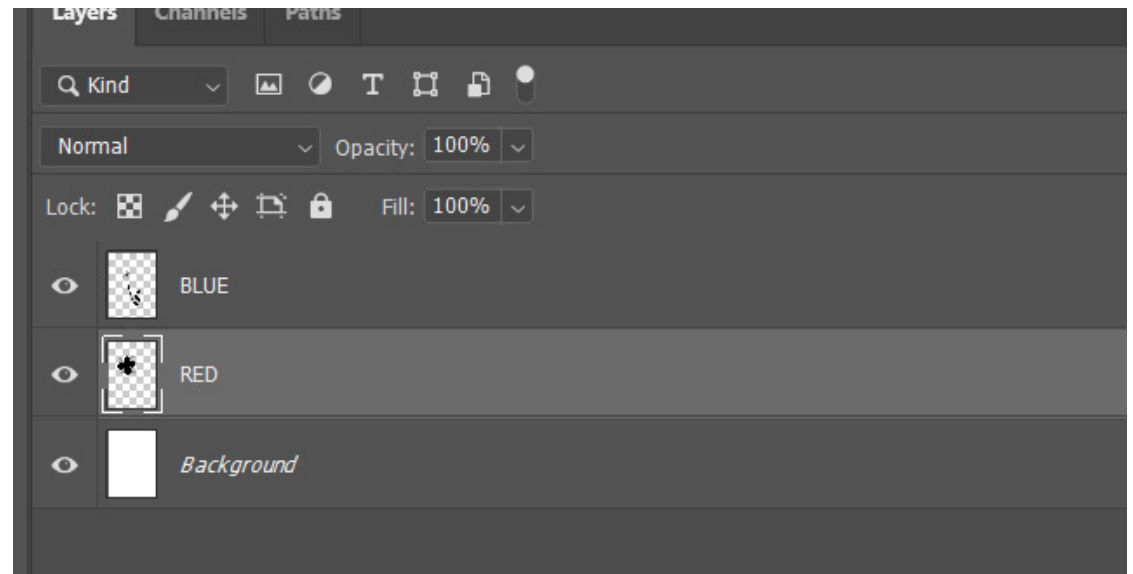 Layers Channels Paths
Kind
Normal Opacity: 100%
Lock: Fill: 100%
BLUE
RED
Background